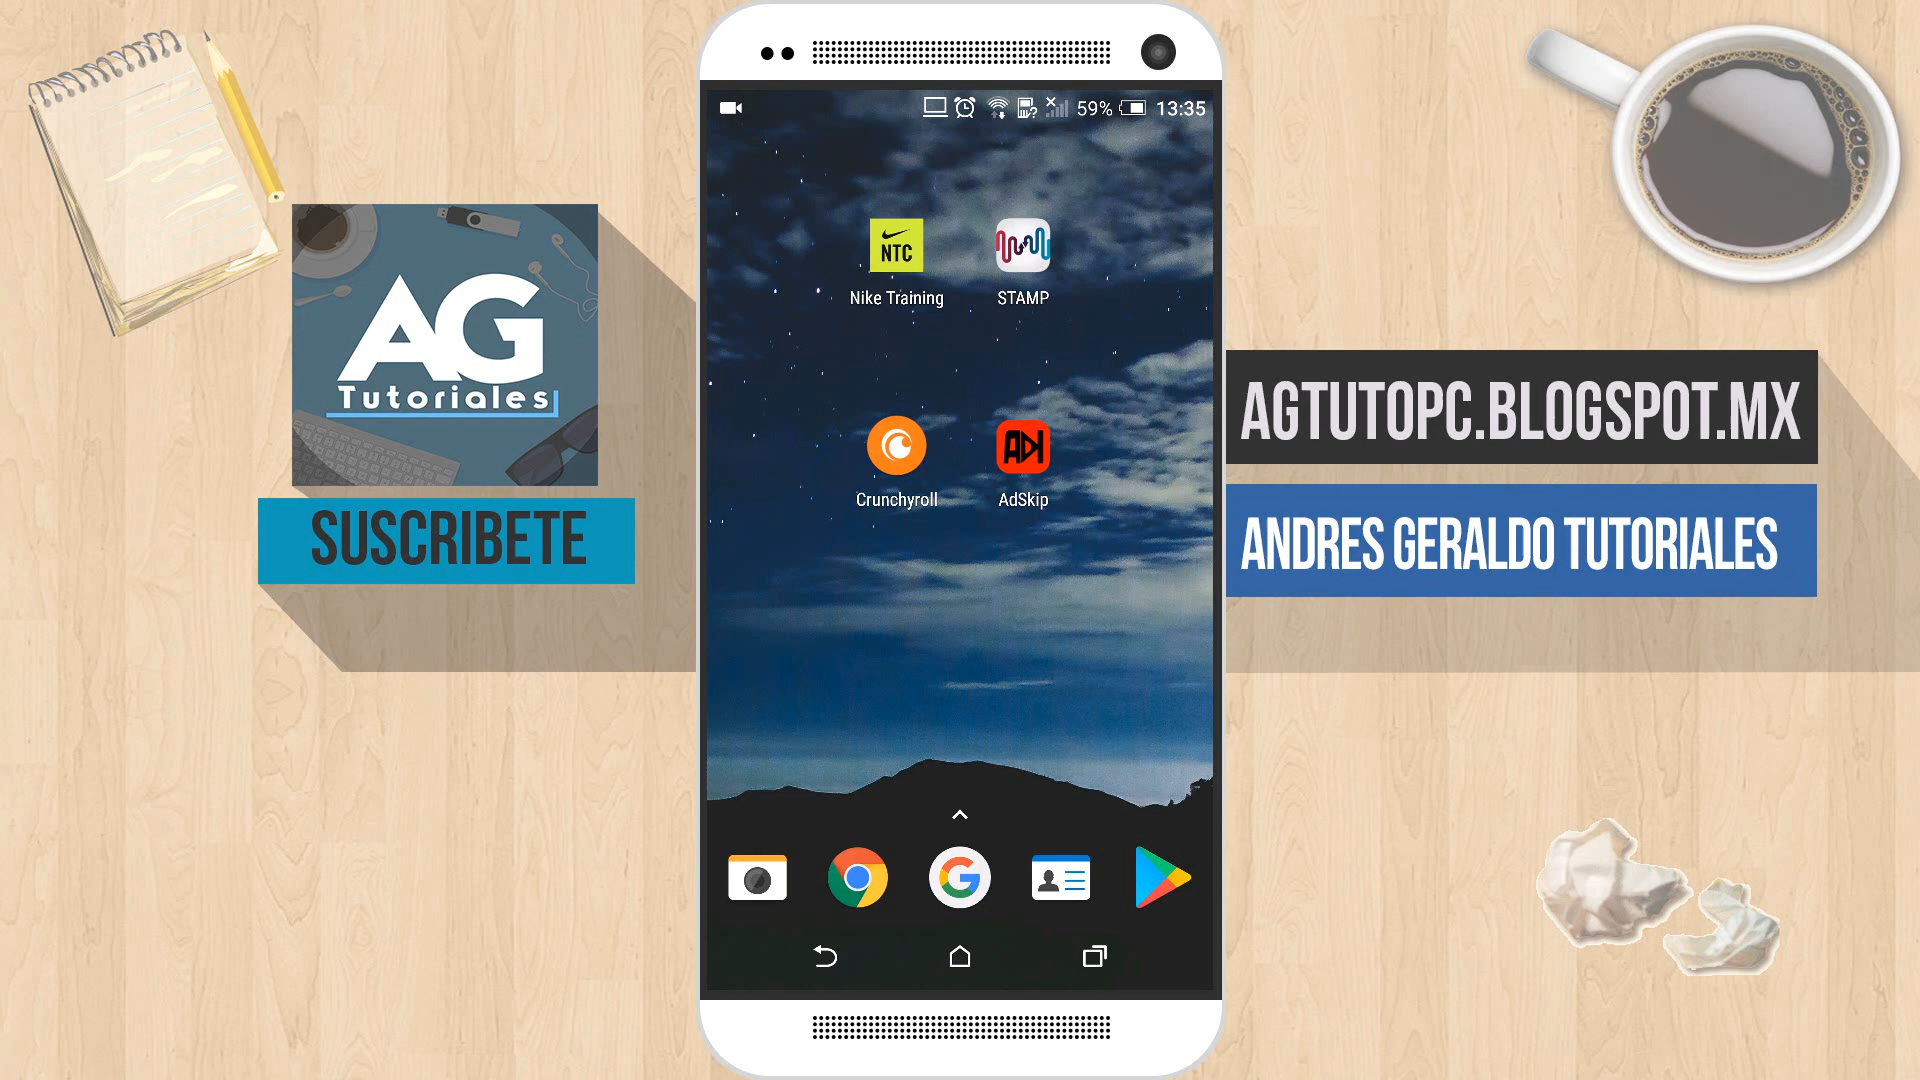 59% 13:35
NTC
Nike Training
STAMP
AG
Tutoriales
SUSCRIBETE
Crunchyroll
AdSkip
AGTUTOPC.BLOGSPOT.MX
ANDRES GERALDO TUTORIALES